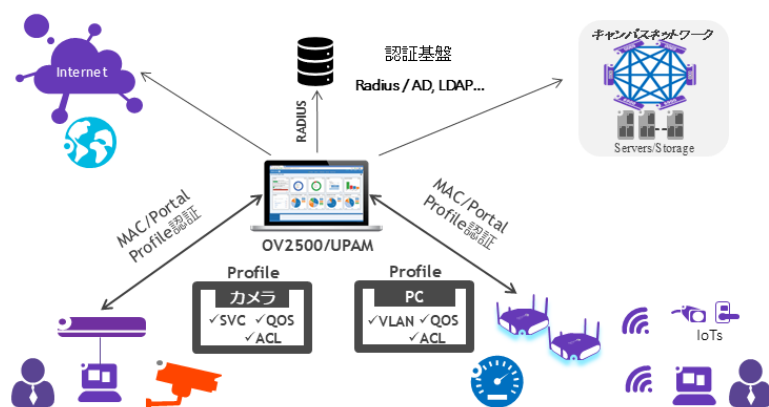 キャンパスネットワーク
Internet
認証基盤
Radius / AD, LDAP...
RADIUS
Servers/Storage
MAC/Portal
Profile認証
MAC/Portal
Profile認証
OV2500/UPAM
Profile
カメラ
✓SVC ✓QOS
✓ACL
Profile
PC
✓VLAN ✓QOS
✓ACL
IoTs